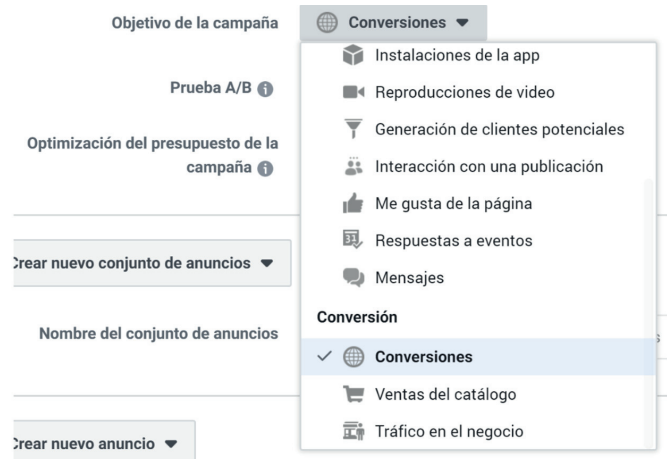 Objetivo de la campaña
Conversiones
Instalaciones de la app
Prueba A/B
Reproducciones de video
Generación de clientes potenciales
Optimización del presupuesto de la
campaña
Interacción con una publicación
Me gusta de la página
Respuestas a eventos
Crear nuevo conjunto de anuncios
Mensajes
Conversión
Nombre del conjunto de anuncios
Conversiones
Ventas del catálogo
Tráfico en el negocio
Crear nuevo anuncio